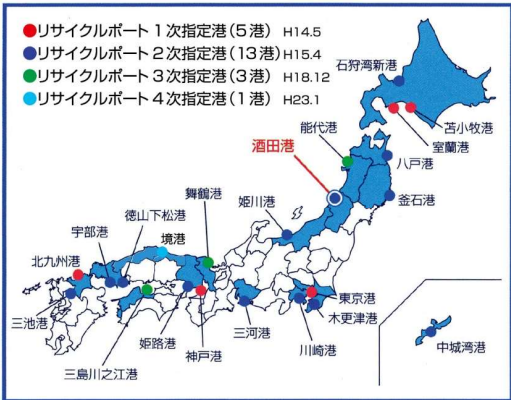 ●リサイクルポート1次指定港(5港) H14.5
●リサイクルポート2次指定港(13港) H15.4
●リサイクルポート3次指定港(3港) H18.12
●リサイクルポート4次指定港(1港) H23.1
石狩湾新港
苫小牧港
室蘭港
能代港
酒田港
八戸港
釜石港
舞鶴港
姫川港
徳山下松港
宇部港
境港
北九州港
東京港
木更津港
三池港
三河港
川崎港
姫路港
神戸港
三島川之江港
中城湾港